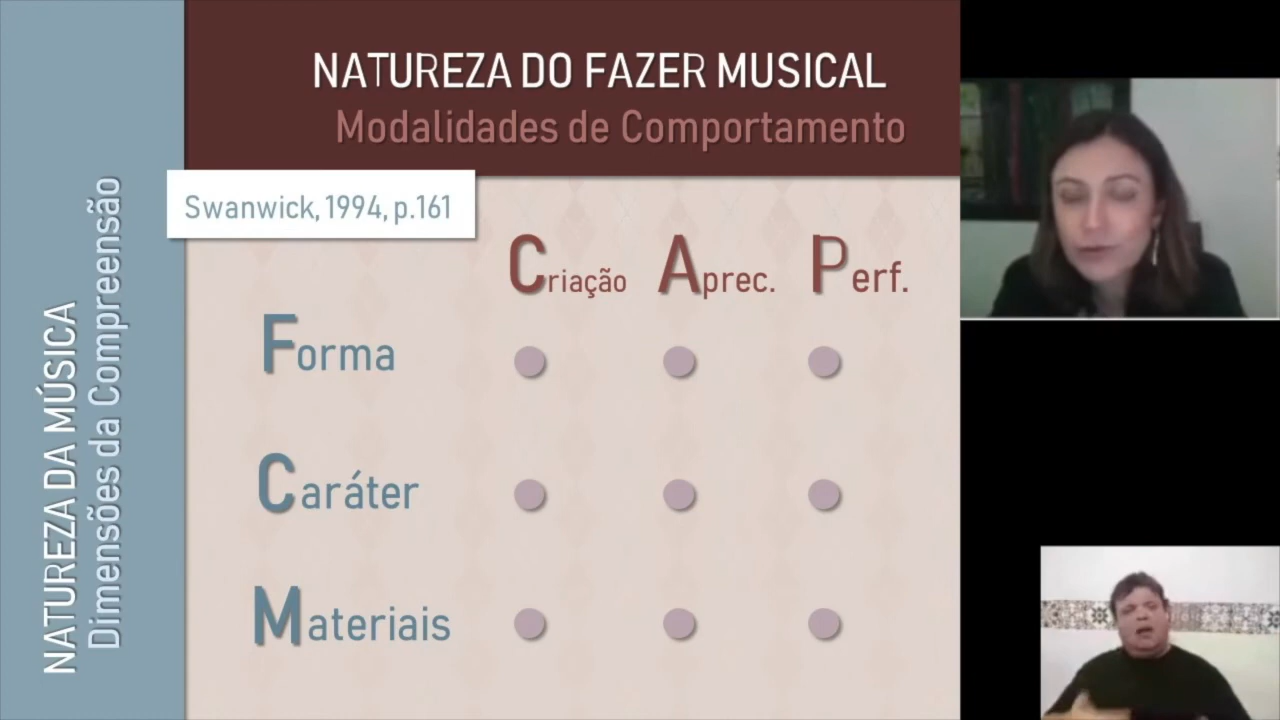 NATUREZA DO FAZER MUSICAL
Modalidades de Comportamento
Swanwick, 1994, p.161
NATUREZA DA MÚSICA
Dimensões da Compreensão
Criação Aprec. Perf.
Forma
Caráter
Materiais